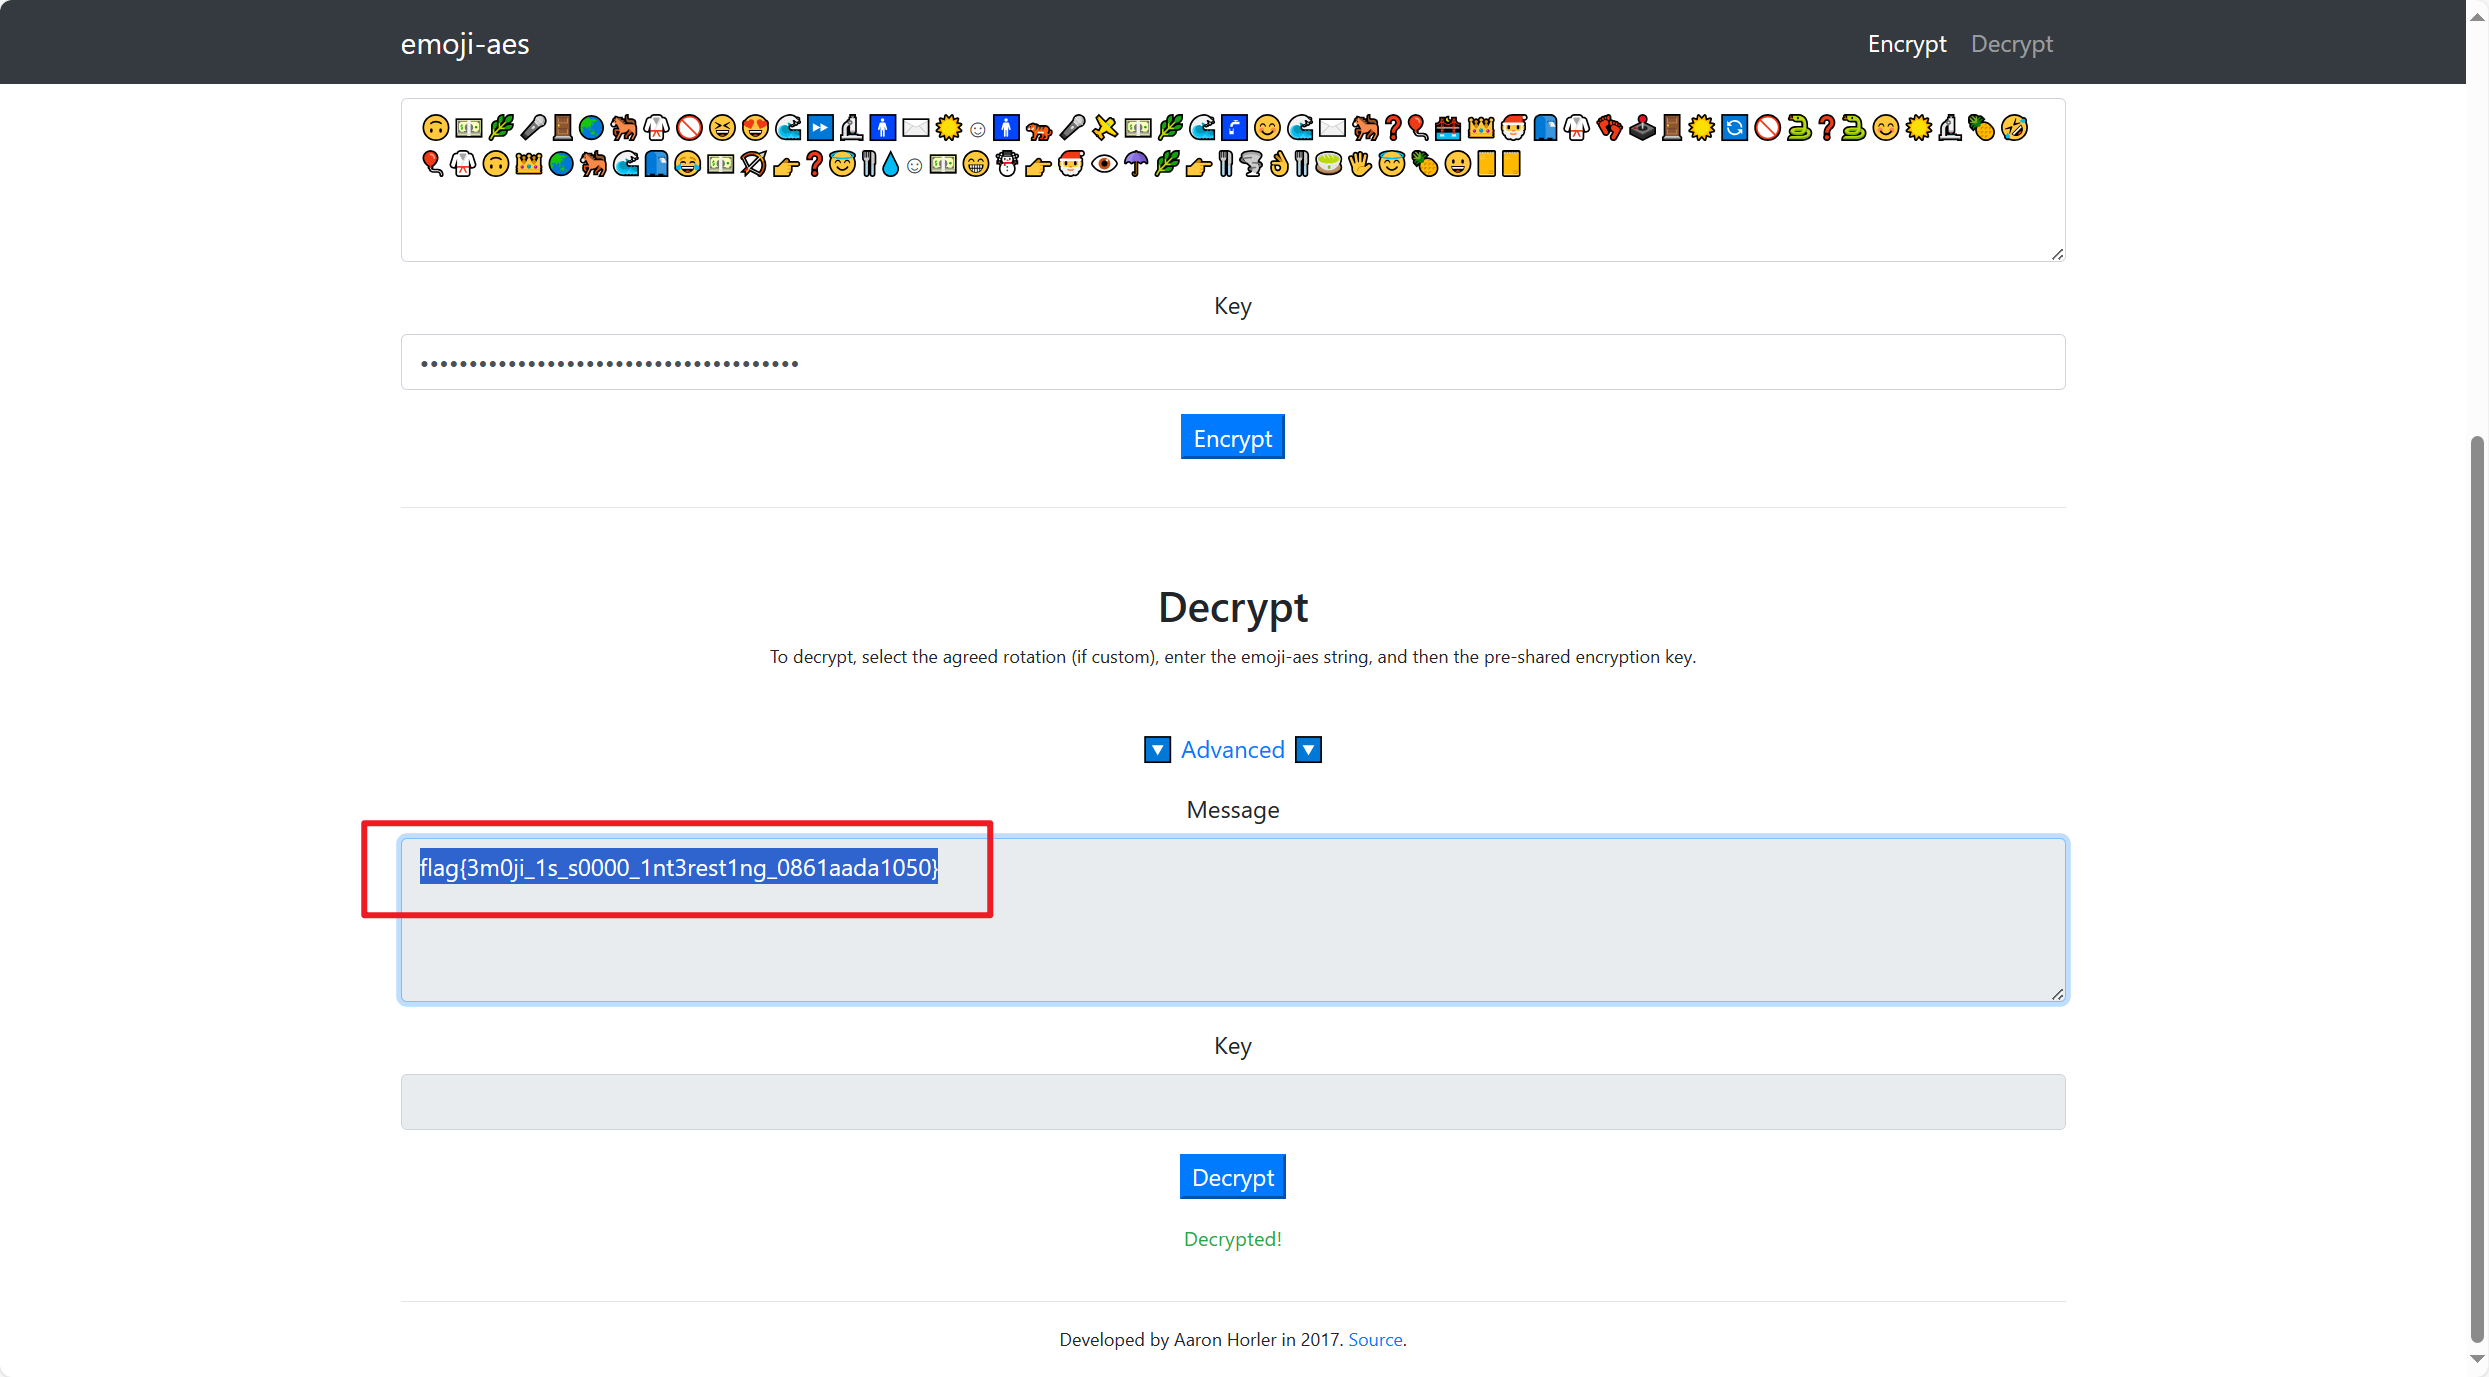 emoji-aes
Encrypt Decrypt
🙃💵🌿🎤🚪🌏🐎🥋🚫😆😍🌊⏩🔬🚹✉☀☺🚹🐅🎤🛩💵🌿🌊🚰😊🌊✉🐎❓🎈🌉👑🎅📮🥋👣🕹🚪☀🔄🚫🐍❓🐍😊☀🔬🍍🤣
🎈🥋🙃👑🌏🐎🌊📮😂💵🏹👉❓😇🍴💧☺💵😁☃👉🎅👁☂🌿👉🍴🌪👌🍴🍵🖐😇🍍😀🗒🗒
Key
•••••••••••••••••••••••••••••••••••••••
Encrypt
Decrypt
To decrypt, select the agreed rotation (if custom), enter the emoji-aes string, and then the pre-shared encryption key.
🔽 Advanced 🔽
Message
flag{3m0ji_1s_s0000_1nt3rest1ng_0861aada1050}
Key
Decrypt
Decrypted!
Developed by Aaron Horler in 2017. Source.